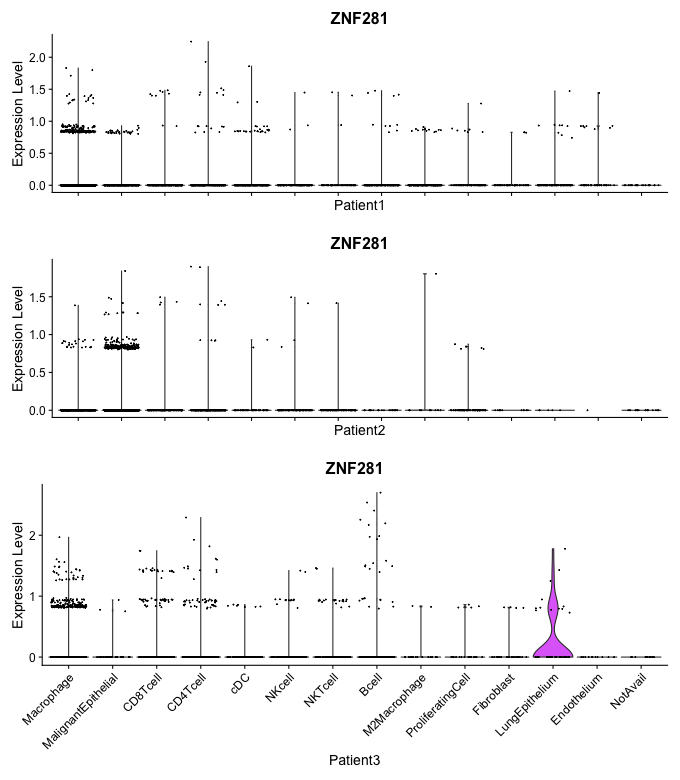 ZNF281
Expression Level
2.0
1.5
1.0
0.5
0.0
Patient1
ZNF281
Expression Level
1.5
1.0
0.5
0.0
Patient2
ZNF281
Expression Level
2
1
0
Macrophage
MalignantEpithelial
CD8Tcell
CD4Tcell
cDC
NKcell
NKTcell
Bcell
M2Macrophage
ProliferatingCell
Fibroblast
LungEpithelium
Endothelium
NotAvail
Patient3